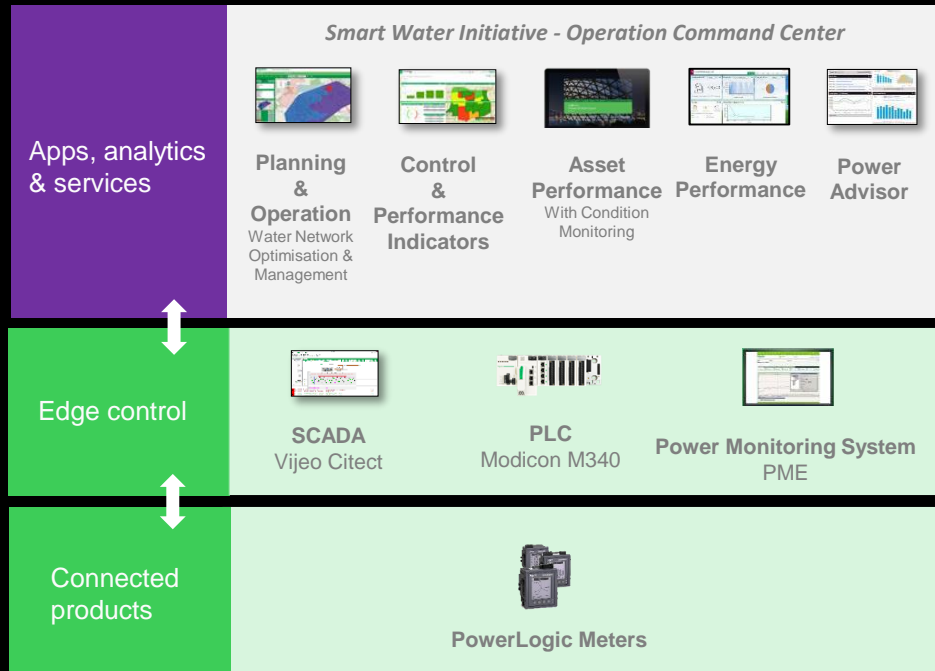 Smart Water Initiative - Operation Command Center
Apps, analytics
& services
Planning
&
Operation
Water Network
Optimisation &
Management
Control
&
Performance
Indicators
Asset
Performance
With Condition
Monitoring
Energy
Performance
Power
Advisor
Edge control
SCADA
Vijeo Citect
PLC
Modicon M340
Power Monitoring System
PME
Connected
products
PowerLogic Meters